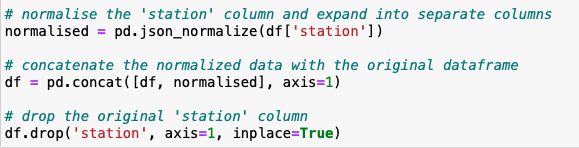 # normalise the 'station' column and expand into separate columns
normalised = pd.json_normalize(df['station'])
# concatenate the normalized data with the original dataframe
df = pd.concat([df, normalised], axis=1)
# drop the original 'station' column
df.drop('station', axis=1, inplace=True)